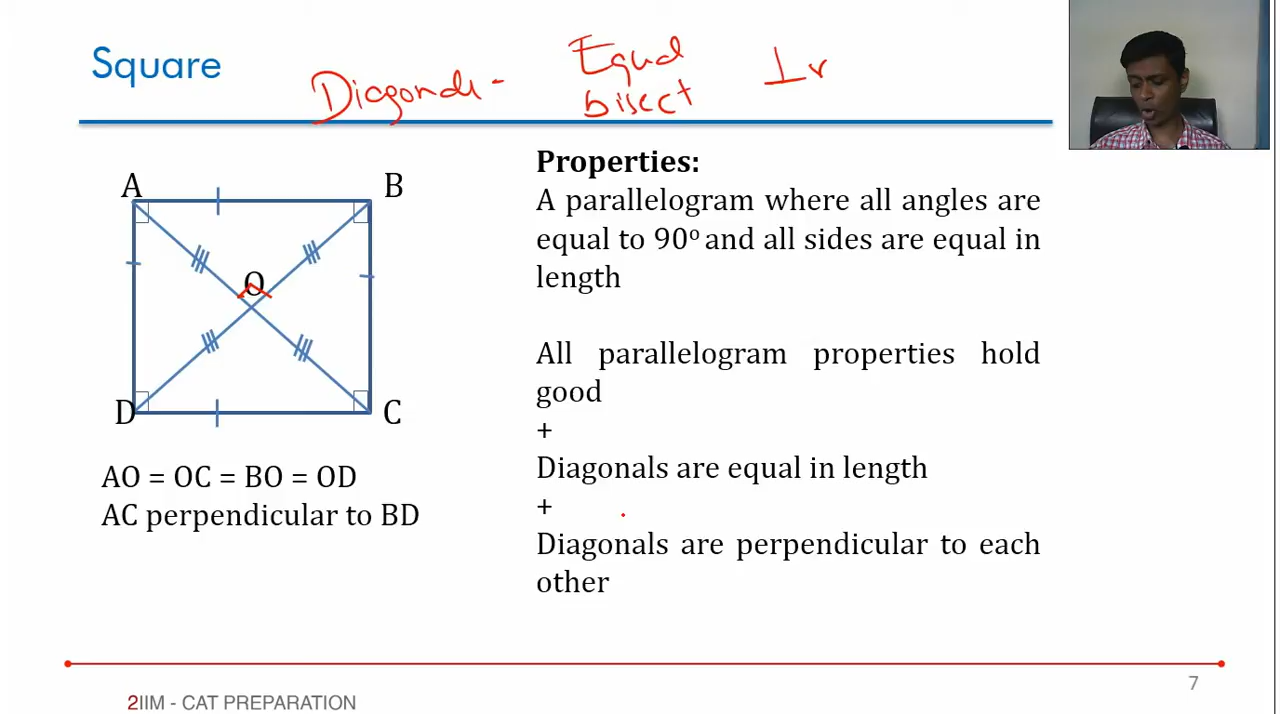 Square
Diagonals - Equal ⊥r
bisect
A
B
O
D
C
AO = OC = BO = OD
AC perpendicular to BD
Properties:
A parallelogram where all angles are
equal to 90° and all sides are equal in
length
All parallelogram properties hold
good
+
Diagonals are equal in length
+
Diagonals are perpendicular to each
other
7
2IIM - CAT PREPARATION